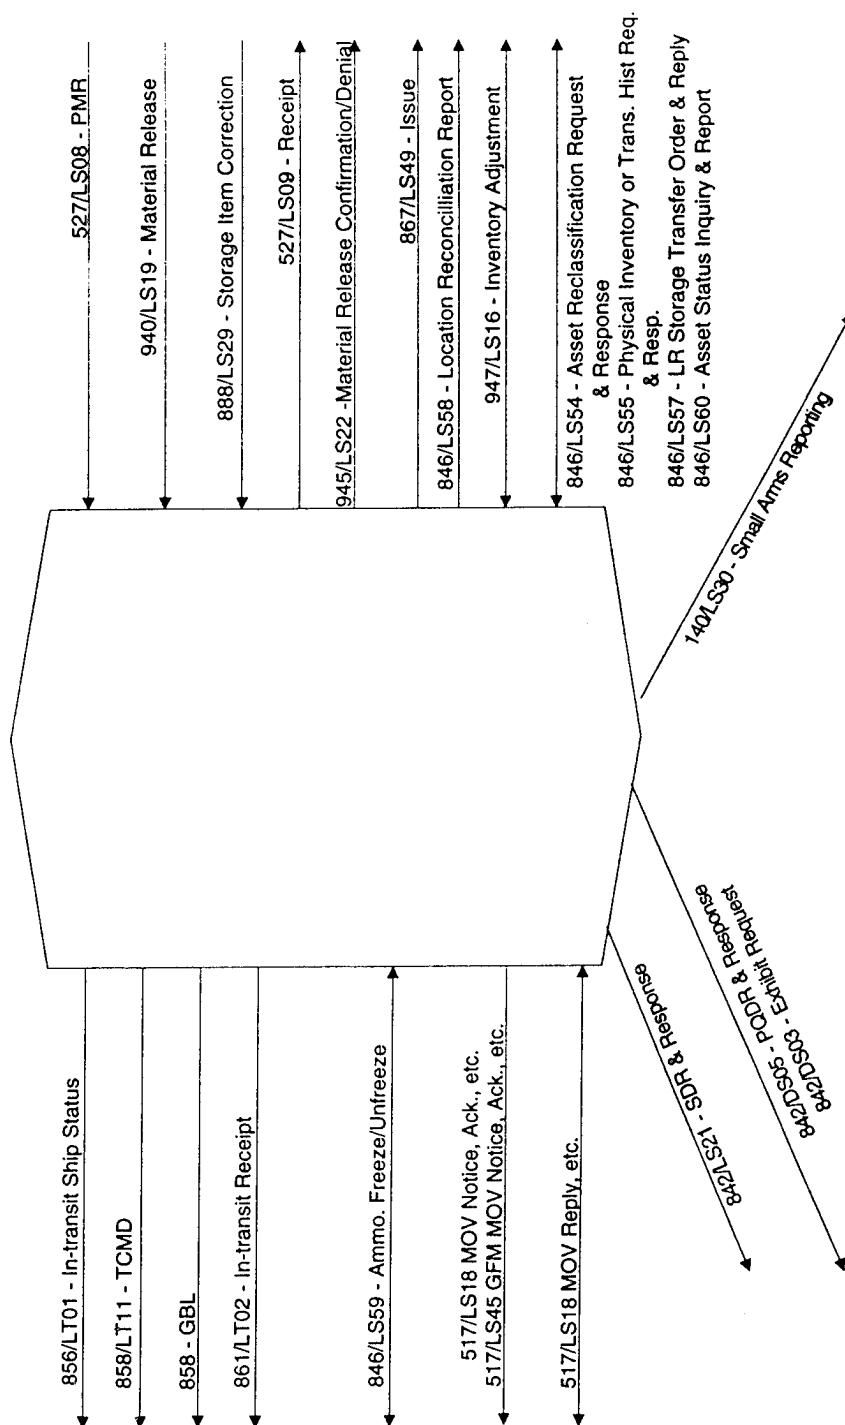 527/LS08 - PMR
940/LS19 - Material Release
888/LS29 - Storage Item Correction
527/LS09 - Receipt
945/LS22 -Material Release Confirmation/Denial
867/LS49 - Issue
846/LS58 - Location Reconcilliation Report
947/LS16 - Inventory Adjustment
846/LS54 - Asset Reclassification Request
& Response
846/LS55 - Physical Inventory or Trans. Hist Req.
& Resp.
846/LS57 - LR Storage Transfer Order & Reply
846/LS60 - Asset Status Inquiry & Report
140/LS30 - Small Arms Reporting
856/LT01 - In-transit Ship Status
858/LT11 - TCMD
858 - GBL
861/LT02 - In-transit Receipt
846/LS59 - Ammo. Freeze/Unfreeze
517/LS18 MOV Notice, Ack., etc.
517/LS45 GFM MOV Notice, Ack., etc.
517/LS18 MOV Reply, etc.
842/LS21 - SDR & Response
842/DS05 - PQDR & Response
842/DS03 - Exhibit Request